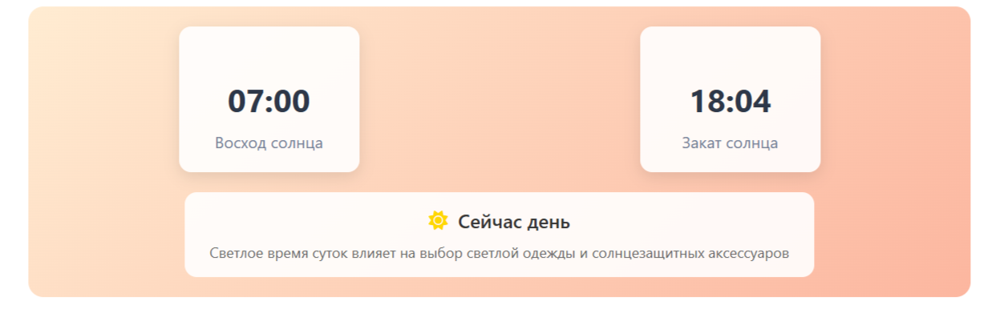 07:00
18:04
Восход солнца
Закат солнца
Сейчас день
Светлое время суток влияет на выбор светлой одежды и солнцезащитных аксессуаров